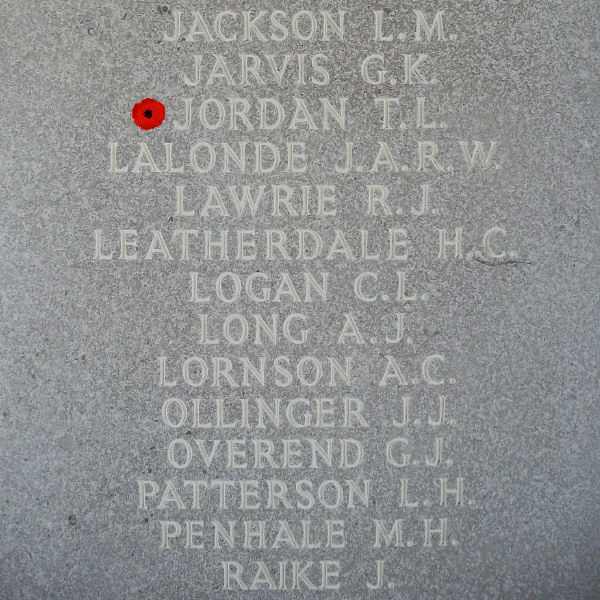 JACKSON L.M.
JARVIS G.K.
JORDAN T.L.
LALONDE J.A.R.W.
LAWRIE R.J.
LEATHERDALE H.C.
LOGAN C.L.
LONG A.J.
LORNSON A.C.
OLLINGER J.J.
OVEREND G.J.
PATTERSON L.H.
PENHALE M.H.
RAIKE J.